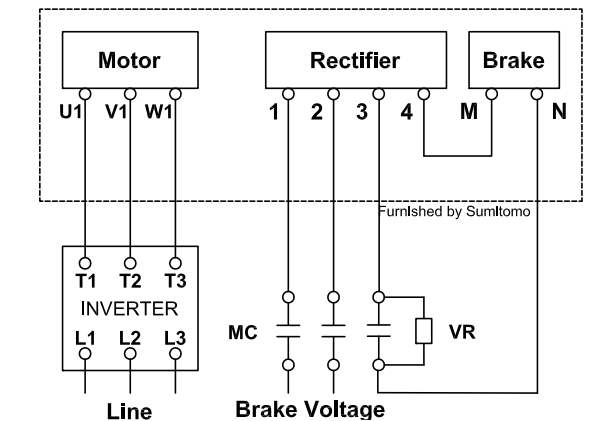 Motor Rectifier Brake
U1 V1 W1 1 2 3 4 M N
Furnished by Sumitomo
T1 T2 T3
INVERTER
MC VR
L1 L2 L3
Line Brake Voltage